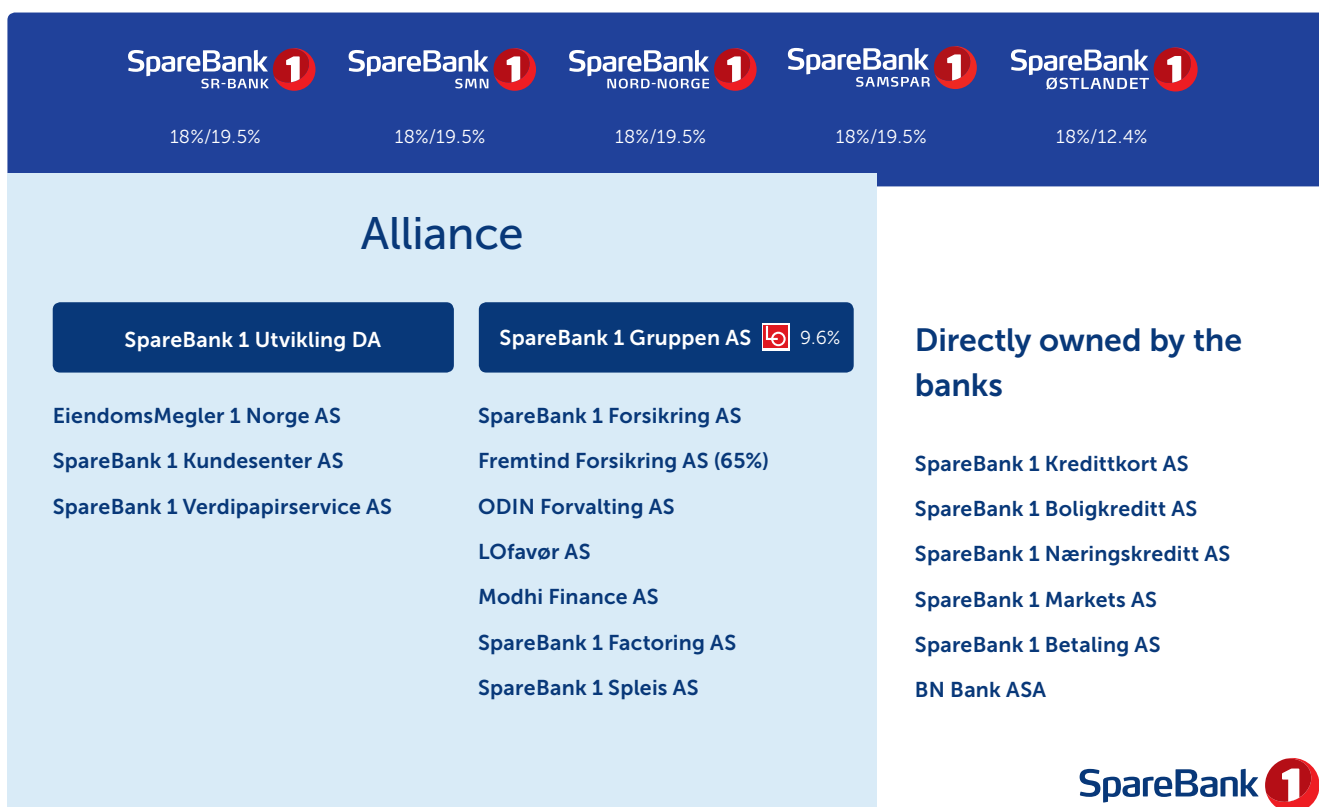 SpareBank 1
SR-BANK
SpareBank 1
SMN
SpareBank 1
NORD-NORGE
SpareBank 1
SAMSPAR
SpareBank 1
ØSTLANDET
18%/19.5%
18%/19.5%
18%/19.5%
18%/19.5%
18%/12.4%
Alliance
SpareBank 1 Utvikling DA
EiendomsMegler 1 Norge AS
SpareBank 1 Kundesenter AS
SpareBank 1 Verdipapirservice AS
SpareBank 1 Gruppen AS LO 9.6%
SpareBank 1 Forsikring AS
Fremtind Forsikring AS (65%)
ODIN Forvalting AS
LOfavør AS
Modhi Finance AS
SpareBank 1 Factoring AS
SpareBank 1 Spleis AS
Directly owned by the
banks
SpareBank 1 Kredittkort AS
SpareBank 1 Boligkreditt AS
SpareBank 1 Næringskreditt AS
SpareBank 1 Markets AS
SpareBank 1 Betaling AS
BN Bank ASA
SpareBank 1